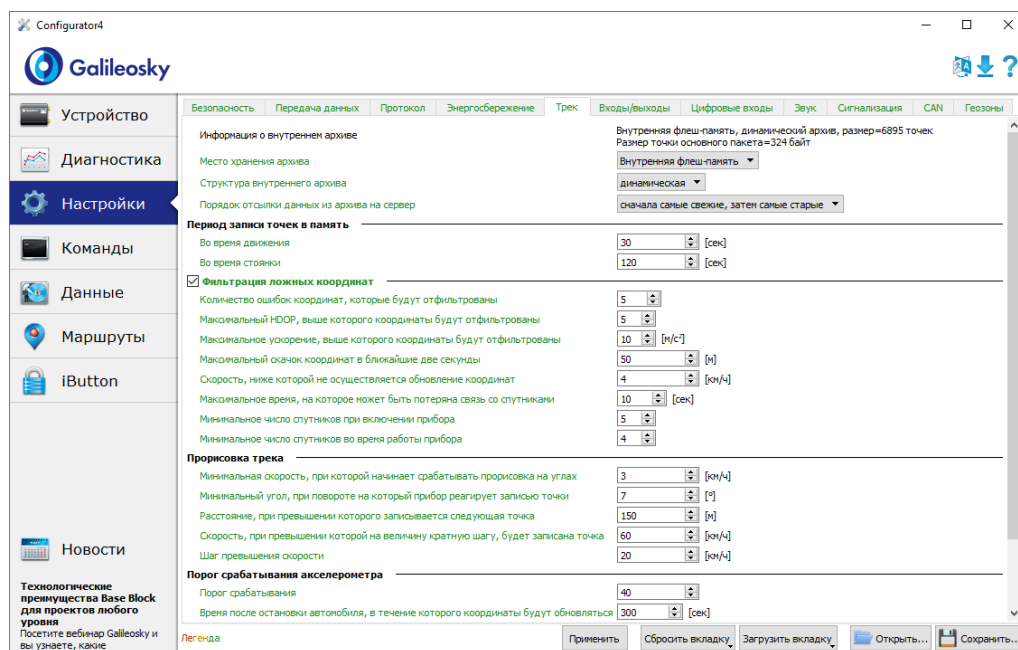 Configurator4
Galileosky
Устройство
Диагностика
Настройки
Команды
Данные
Маршруты
iButton
Новости
Технологические
преимущества Base Block
для проектов любого
уровня
Посетите вебинар Galileosky и
вы узнаете, какие
Безопасность Передача данных Протокол Энергосбережение Трек Входы/выходы Цифровые входы Звук Сигнализация CAN Геозоны
Информация о внутреннем архиве
Внутренняя флеш-память, динамический архив, размер=6895 точек
Размер точки основного пакета=324 байт
Место хранения архива Внутренняя флеш-память
Структура внутреннего архива динамическая
Порядок отсылки данных из архива на сервер сначала самые свежие, затем самые старые
Период записи точек в память
Во время движения 30 [сек]
Во время стоянки 120 [сек]
Фильтрация ложных координат
Количество ошибок координат, которые будут отфильтрованы 5
Максимальный HDOP, выше которого координаты будут отфильтрованы 5
Максимальное ускорение, выше которого координаты будут отфильтрованы 10 [м/с²]
Максимальный скачок координат в ближайшие две секунды 50 [м]
Скорость, ниже которой не осуществляется обновление координат 4 [км/ч]
Максимальное время, на которое может быть потеряна связь со спутниками 10 [сек]
Минимальное число спутников при включении прибора 5
Минимальное число спутников во время работы прибора 4
Прорисовка трека
Минимальная скорость, при которой начинает срабатывать прорисовка на углах 3 [км/ч]
Минимальный угол, при повороте на который прибор реагирует записью точки 7 [°]
Расстояние, при превышении которого записывается следующая точка 150 [м]
Скорость, при превышении которой на величину кратную шагу, будет записана точка 60 [км/ч]
Шаг превышения скорости 20 [км/ч]
Порог срабатывания акселерометра
Порог срабатывания 40
Время после остановки автомобиля, в течение которого координаты будут обновляться 300 [сек]
Легенда Применить Сбросить вкладку Загрузить вкладку Открыть... Сохранить...